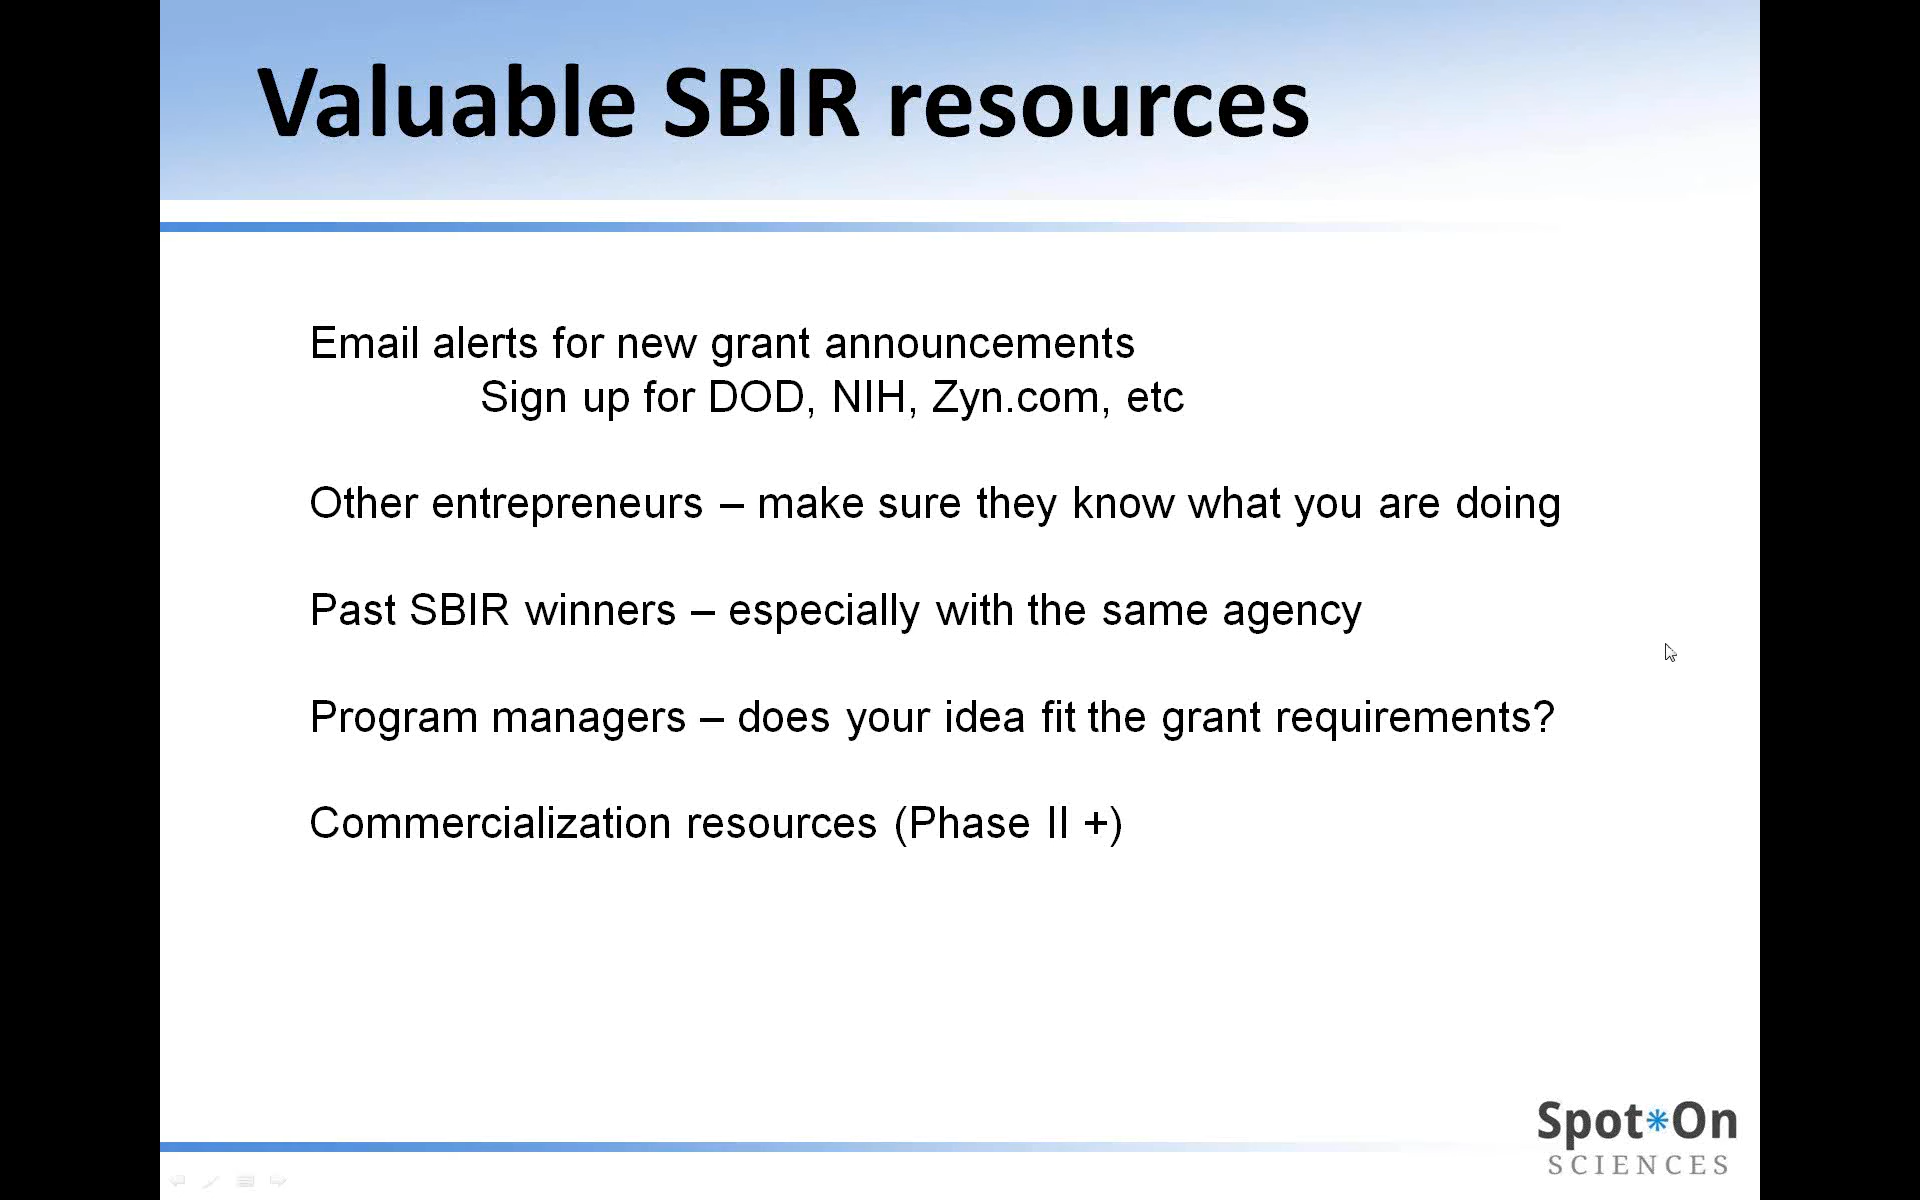 Valuable SBIR resources
Email alerts for new grant announcements
Sign up for DOD, NIH, Zyn.com, etc
Other entrepreneurs – make sure they know what you are doing
Past SBIR winners – especially with the same agency
Program managers – does your idea fit the grant requirements?
Commercialization resources (Phase II +)
Spot*On
SCIENCES